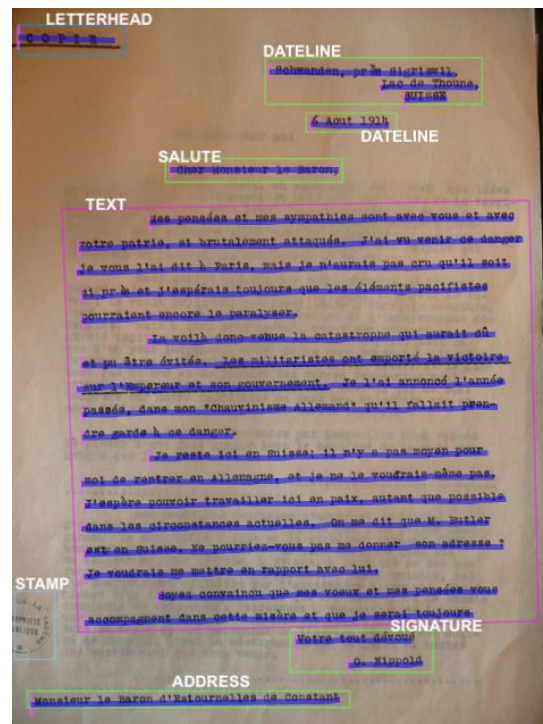 LETTERHEAD
COPIE
DATELINE
Schwanden, près Sigriswil,
Lac de Thoune,
SUISSE
6 Aout 1914
DATELINE
SALUTE
Cher Monsieur le Baron,
TEXT
Mes pensées et mes sympathies sont avec vous et avec
votre patrie, si brutalement attaqués. J'ai vu venir ce danger
je vous l'ai dit à Paris, mais je n'aurais pas cru qu'il soit
si près et j'espérais toujours que les éléments pacifistes
pourraient encore le paralyser.
La voilà donc venue la catastrophe qui aurait dû
et pu être évitée. Les militaristes ont emporté la victoire
sur l'Empereur et son gouvernement. Je l'ai annoncé l'année
passée, dans mon "Chauvinisme Allemand" qu'il fallait pren-
dre garde à ce danger.
Je reste ici en Suisse; il n'y a pas moyen pour
moi de rentrer en Allemagne, et je ne le voudrais même pas.
J'espère pouvoir travailler ici en paix, autant que possible
dans les circonstances actuelles. On me dit que M. Butler
est en Suisse. Ne pourriez-vous pas me donner son adresse ?
Je voudrais me mettre en rapport avec lui.
Soyez convaincu que mes voeux et mes pensées vous
accompagnent dans cette misère et que je serai toujours
STAMP
SIGNATURE
Votre tout dévoué
O. Nippold
ADDRESS
Monsieur le Baron d'Estournelles de Constant